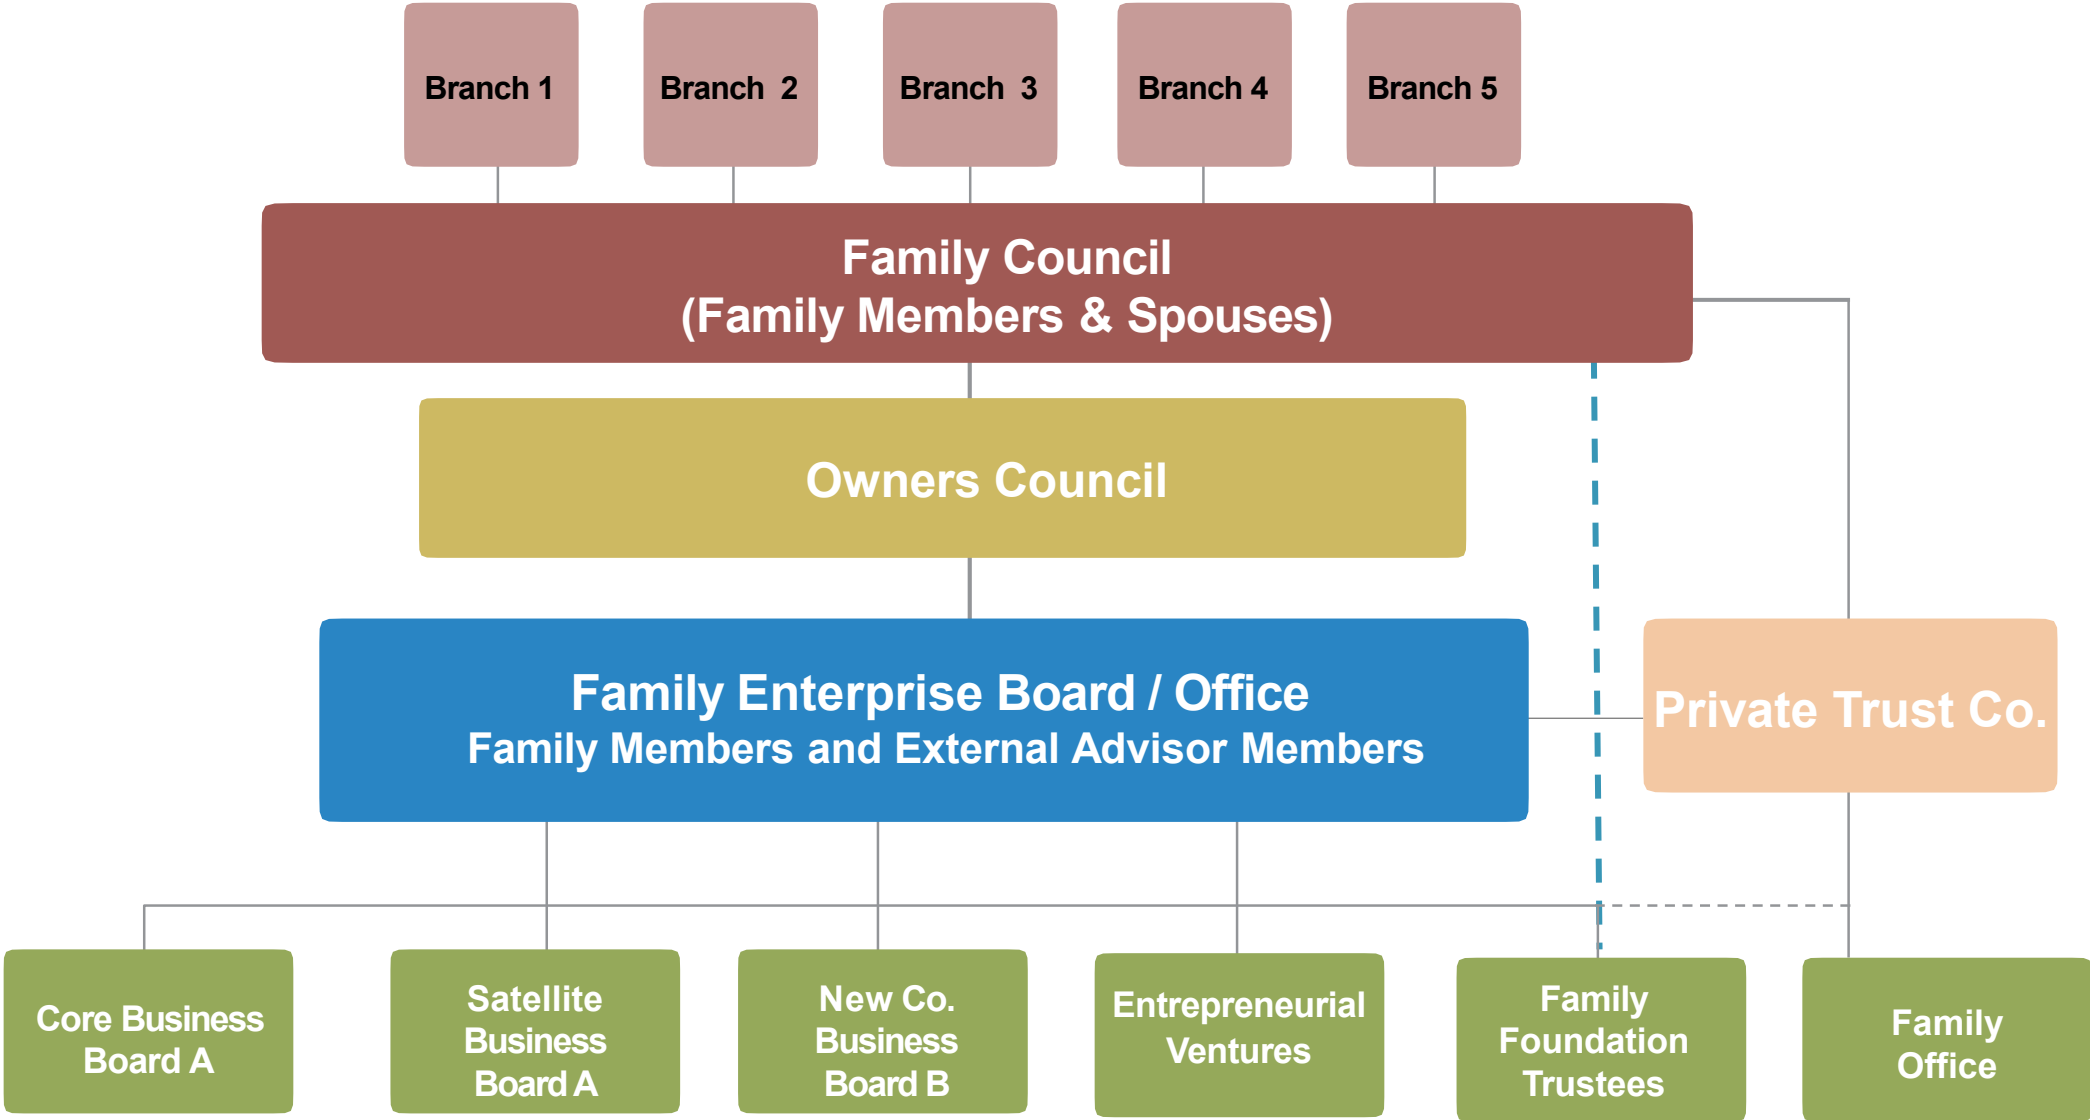 Branch 1
Branch 2
Branch 3
Branch 4
Branch 5
Family Council
(Family Members & Spouses)
Owners Council
Family Enterprise Board / Office
Family Members and External Advisor Members
Private Trust Co.
Core Business
Board A
Satellite
Business
Board A
New Co.
Business
Board B
Entrepreneurial
Ventures
Family
Foundation
Trustees
Family
Office